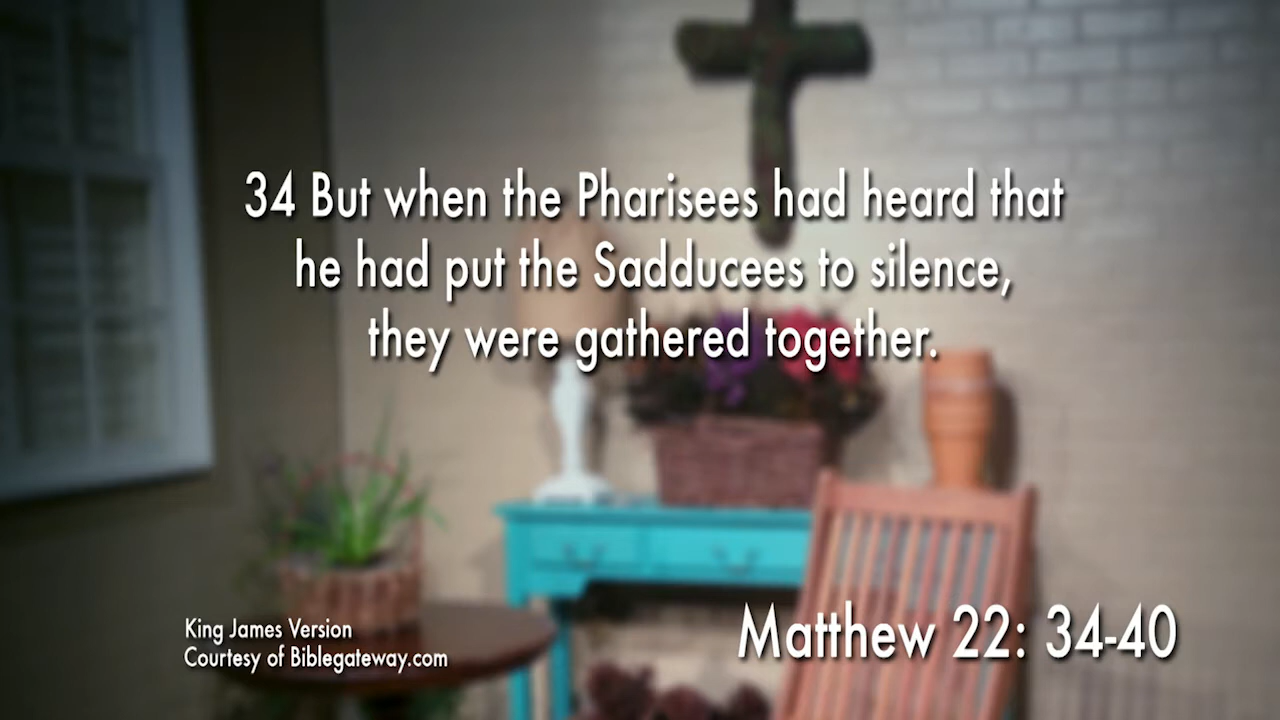 34 But when the Pharisees had heard that
he had put the Sadducees to silence,
they were gathered together.
King James Version
Courtesy of Biblegateway.com
Matthew 22: 34-40